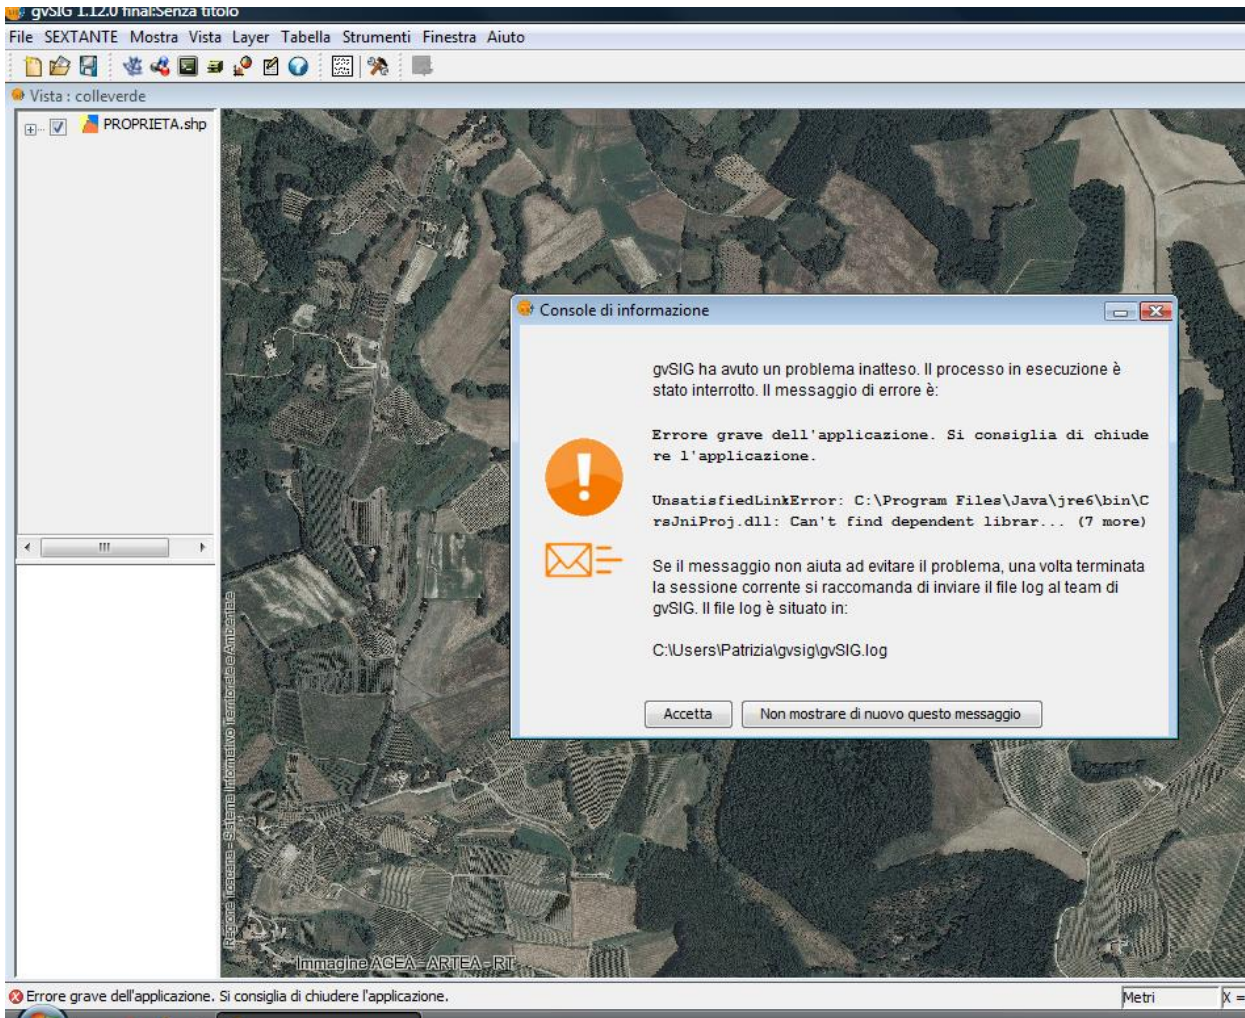 gvSIG 1.12.0 final:Senza titolo
File SEXTANTE Mostra Vista Layer Tabella Strumenti Finestra Aiuto
Vista : colleverde
PROPRIETA.shp
Console di informazione
gvSIG ha avuto un problema inatteso. Il processo in esecuzione è
stato interrotto. Il messaggio di errore è:
Errore grave dell'applicazione. Si consiglia di chiude
re l'applicazione.
UnsatisfiedLinkError: C:\Program Files\Java\jre6\bin\C
rsJniProj.dll: Can't find dependent librar... (7 more)
Se il messaggio non aiuta ad evitare il problema, una volta terminata
la sessione corrente si raccomanda di inviare il file log al team di
gvSIG. Il file log è situato in:
C:\Users\Patrizia\gvsig\gvSIG.log
Accetta
Non mostrare di nuovo questo messaggio
Regione Toscana - Sistema Informativo Territoriale e Ambientale
Immagine AGEA - ARTEA - RT
Errore grave dell'applicazione. Si consiglia di chiudere l'applicazione.
Metri
X =